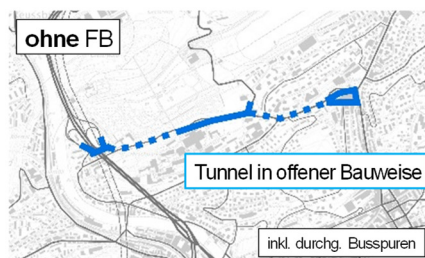 ohne FB
Tunnel in offener Bauweise
inkl. durchg. Busspuren